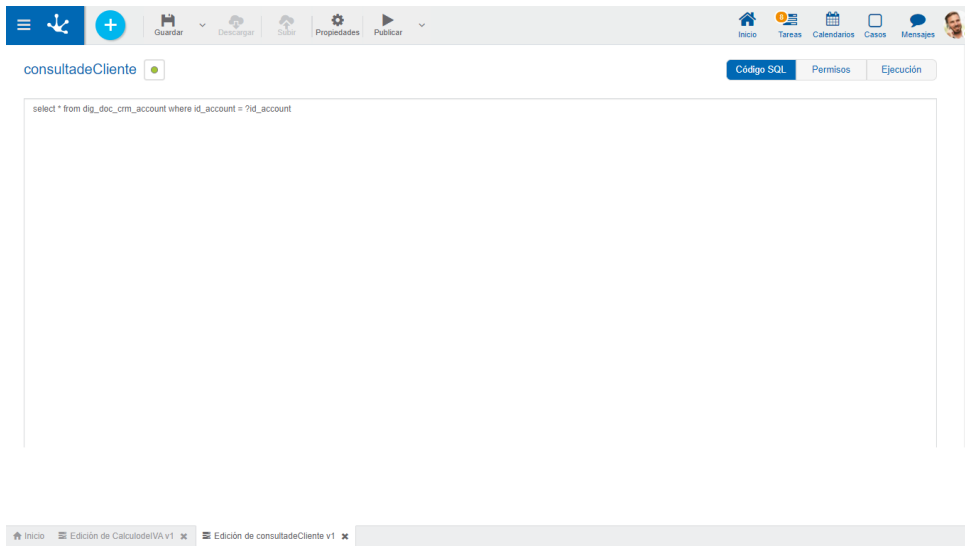 Guardar
Descargar
Subir
Propiedades
Publicar
Inicio
8
Tareas
Calendarios
Casos
Mensajes
consultadeCliente
Código SQL
Permisos
Ejecución
select * from dig_doc_crm_account where id_account = ?id_account
Inicio
Edición de CalculodelVA v1
Edición de consultadeCliente v1